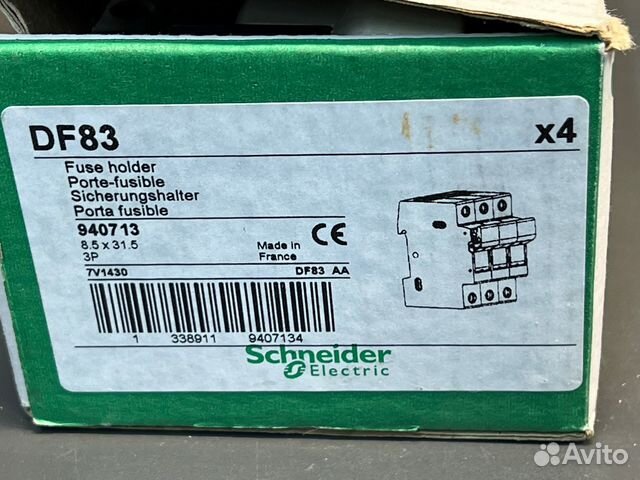 DF83
x4
Fuse holder
Porte-fusible
Sicherungshalter
Porta fusible
940713
8.5 x 31.5
3P
Made in
France
CE
7V1430
DF83 AA
1 338911 9407134
Schneider
Electric
Avito